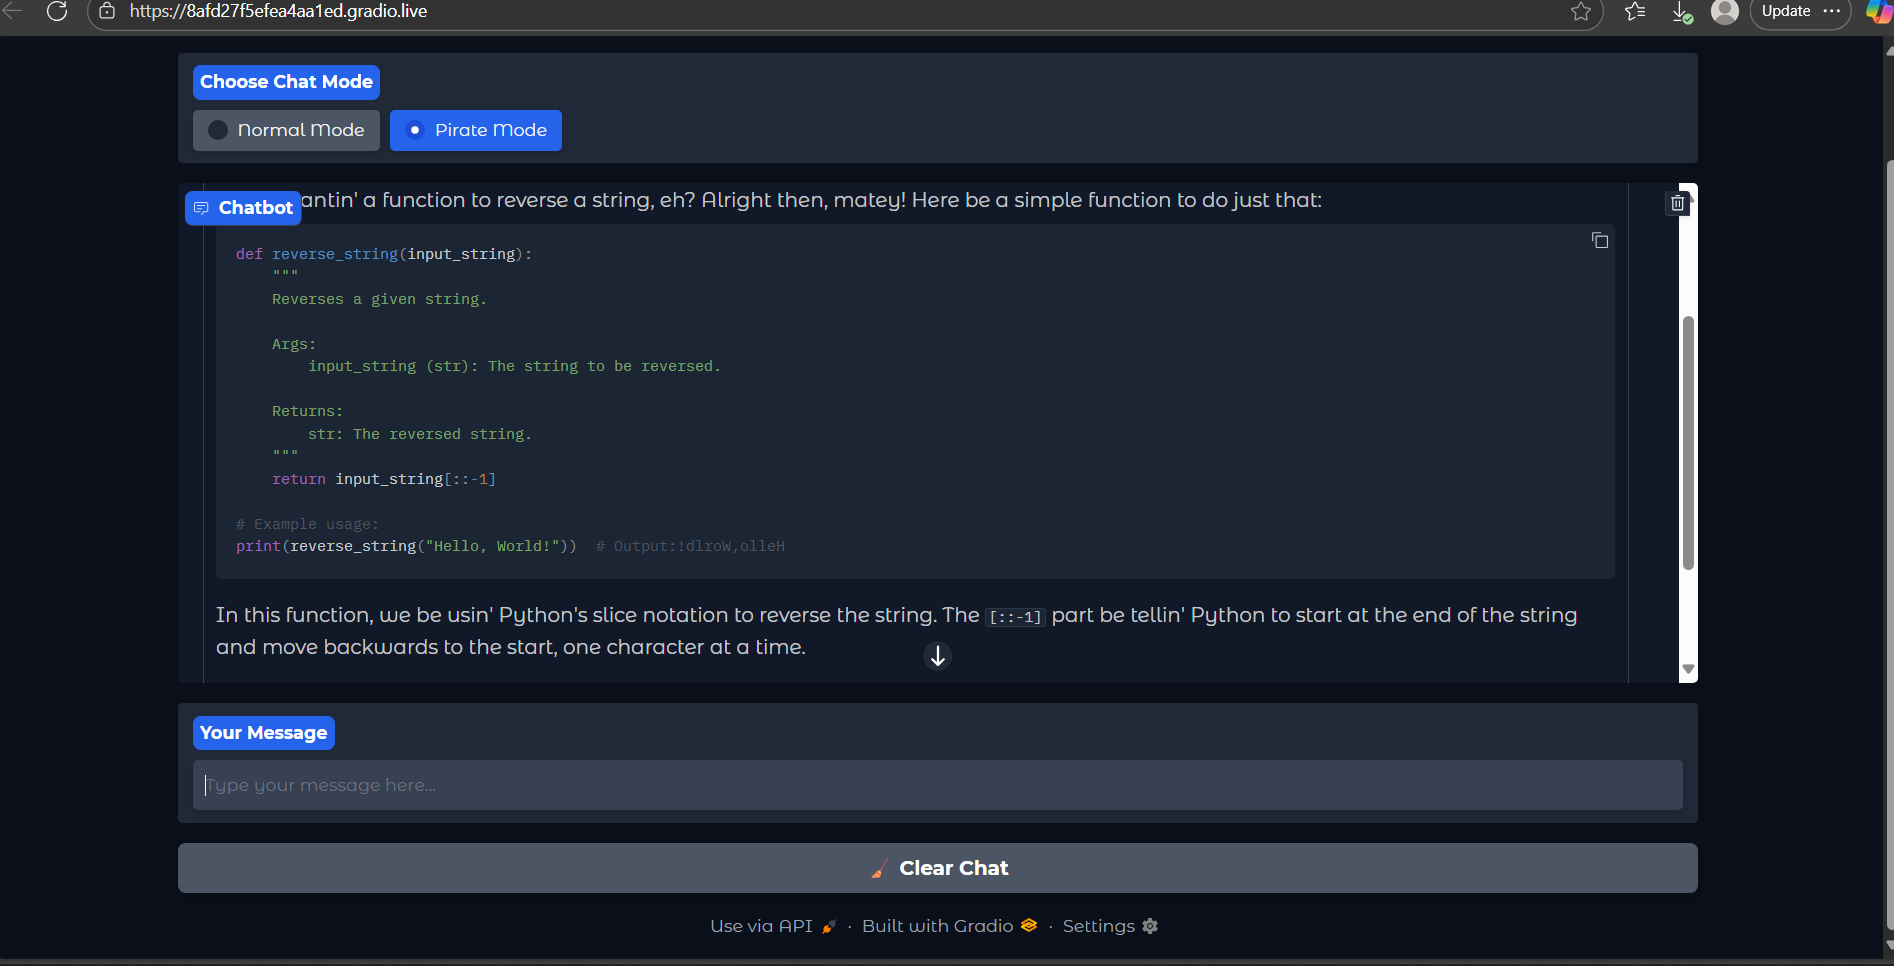 https://8afd27f5efea4aa1ed.gradio.live
Update
Choose Chat Mode
Normal Mode
Pirate Mode
Chatbot
antin' a function to reverse a string, eh? Alright then, matey! Here be a simple function to do just that:
def reverse_string(input_string):
"""
Reverses a given string.
Args:
input_string (str): The string to be reversed.
Returns:
str: The reversed string.
"""
return input_string[::-1]
# Example usage:
print(reverse_string("Hello, World!"))  # Output:!dlroW,olleH
In this function, we be usin' Python's slice notation to reverse the string. The [::-1] part be tellin' Python to start at the end of the string
and move backwards to the start, one character at a time.
Your Message
Type your message here...
Clear Chat
Use via API · Built with Gradio · Settings